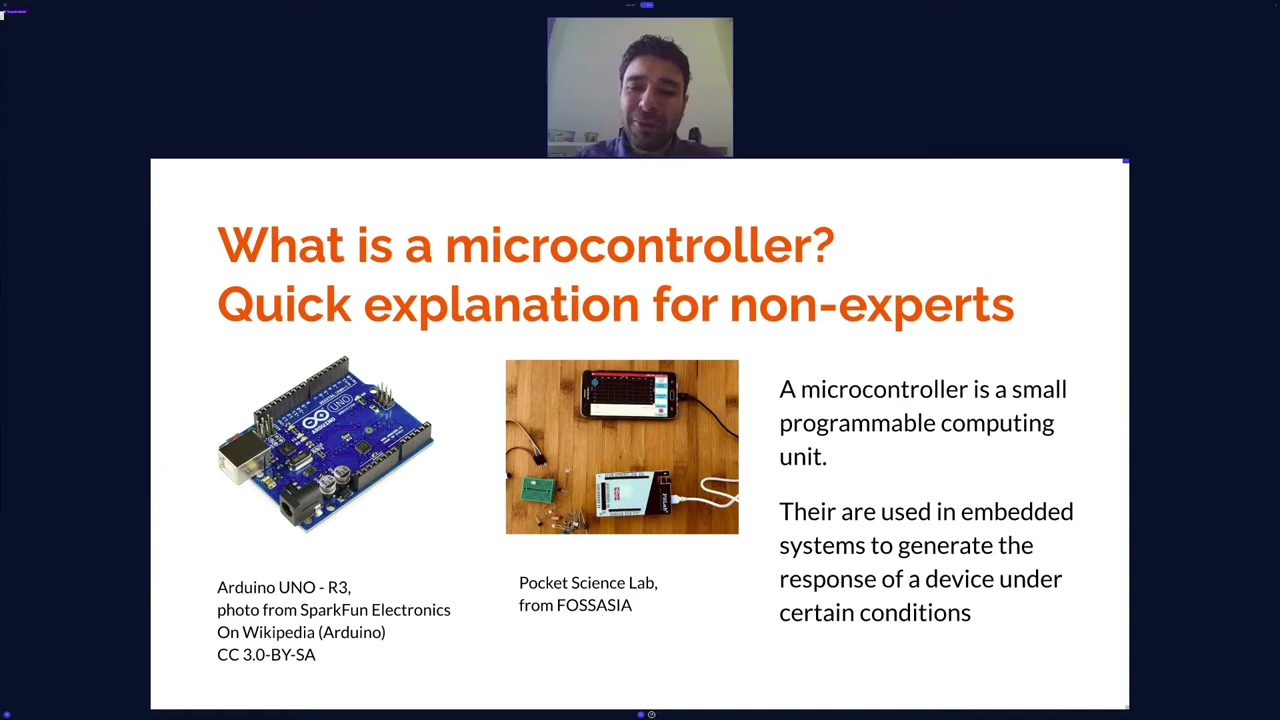 What is a microcontroller?
Quick explanation for non-experts
A microcontroller is a small
programmable computing
unit.
Their are used in embedded
systems to generate the
response of a device under
certain conditions
ARDUINO
UNO
Arduino UNO - R3,
photo from SparkFun Electronics
On Wikipedia (Arduino)
CC 3.0-BY-SA
Pocket Science Lab,
from FOSSASIA